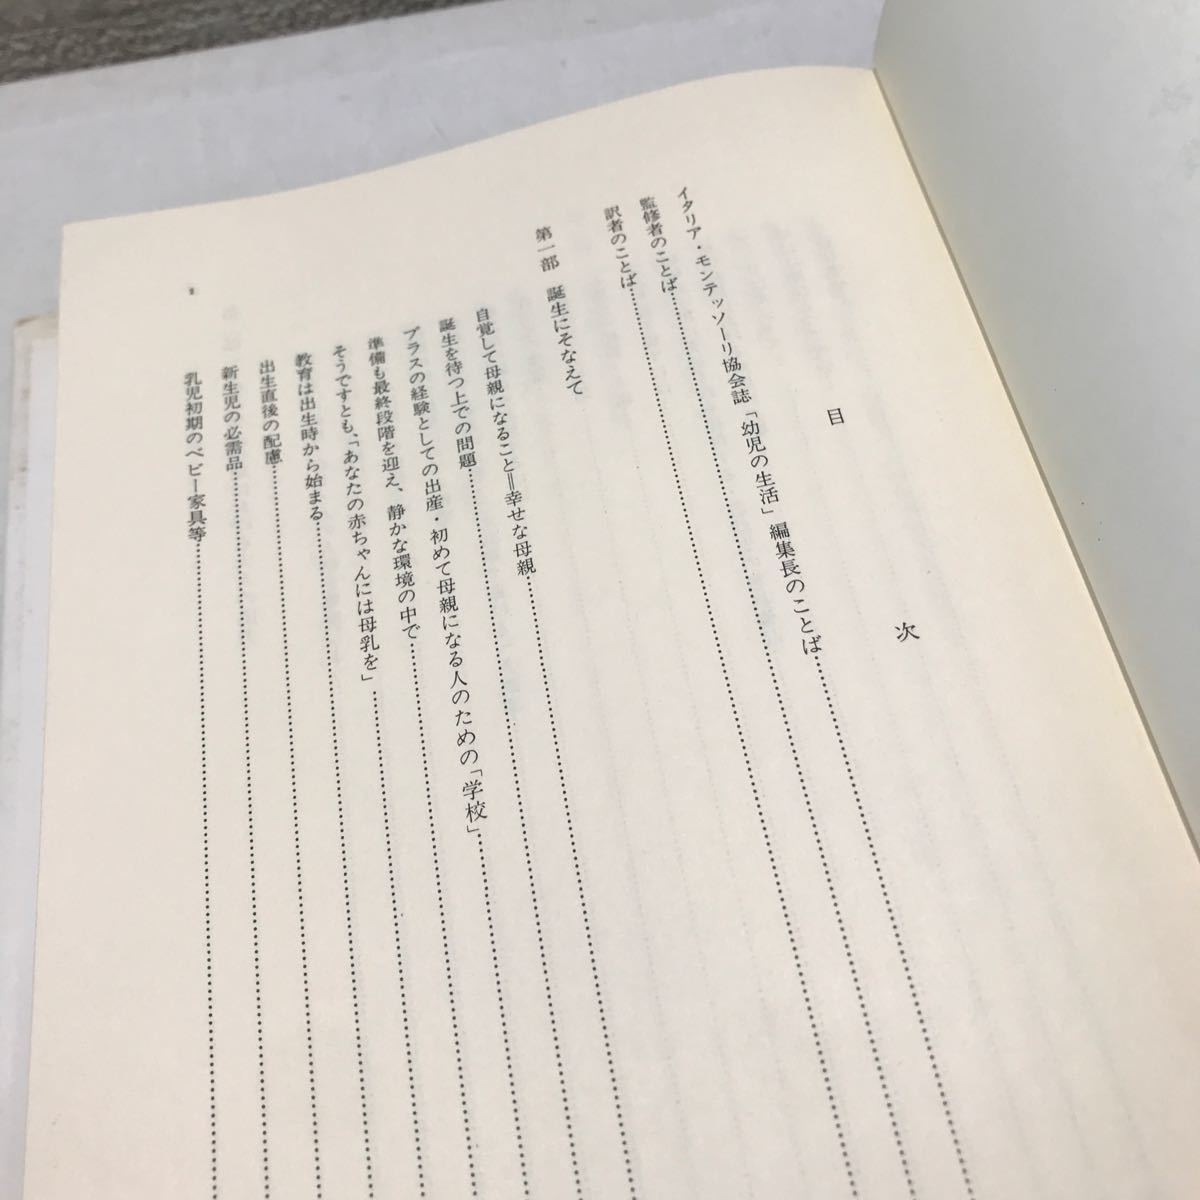 目次
イタリア・モンテッソーリ協会誌「幼児の生活」編集長のことば
監修者のことば
訳者のことば
第一部 誕生にそなえて
自覚して母親になること＝幸せな母親
誕生を待つ上での問題
プラスの経験としての出産・初めて母親になる人のための「学校」
準備も最終段階を迎え、静かな環境の中で
そうですとも、「あなたの赤ちゃんには母乳を」
教育は出生時から始まる
出生直後の配慮
新生児の必需品
乳児初期のベビー家具等